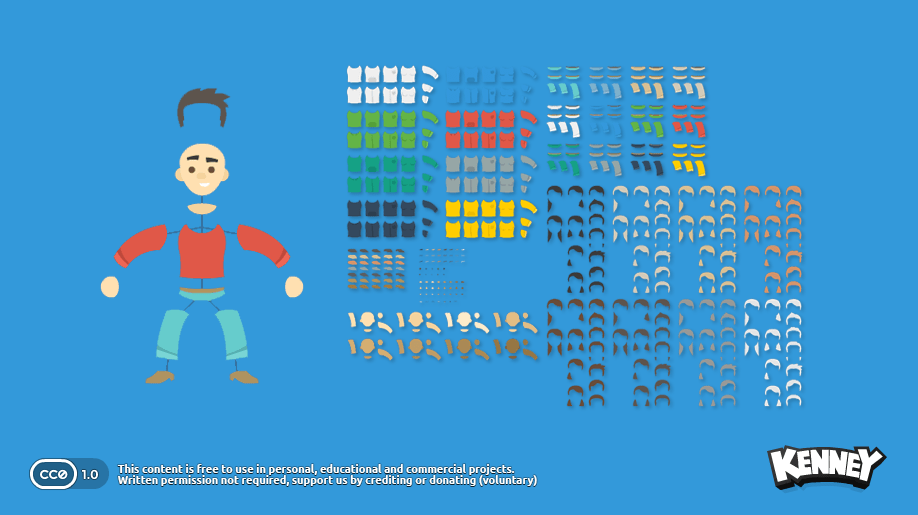 CC0 1.0
This content is free to use in personal, educational and commercial projects.
Written permission not required, support us by crediting or donating (voluntary)
KENNEY